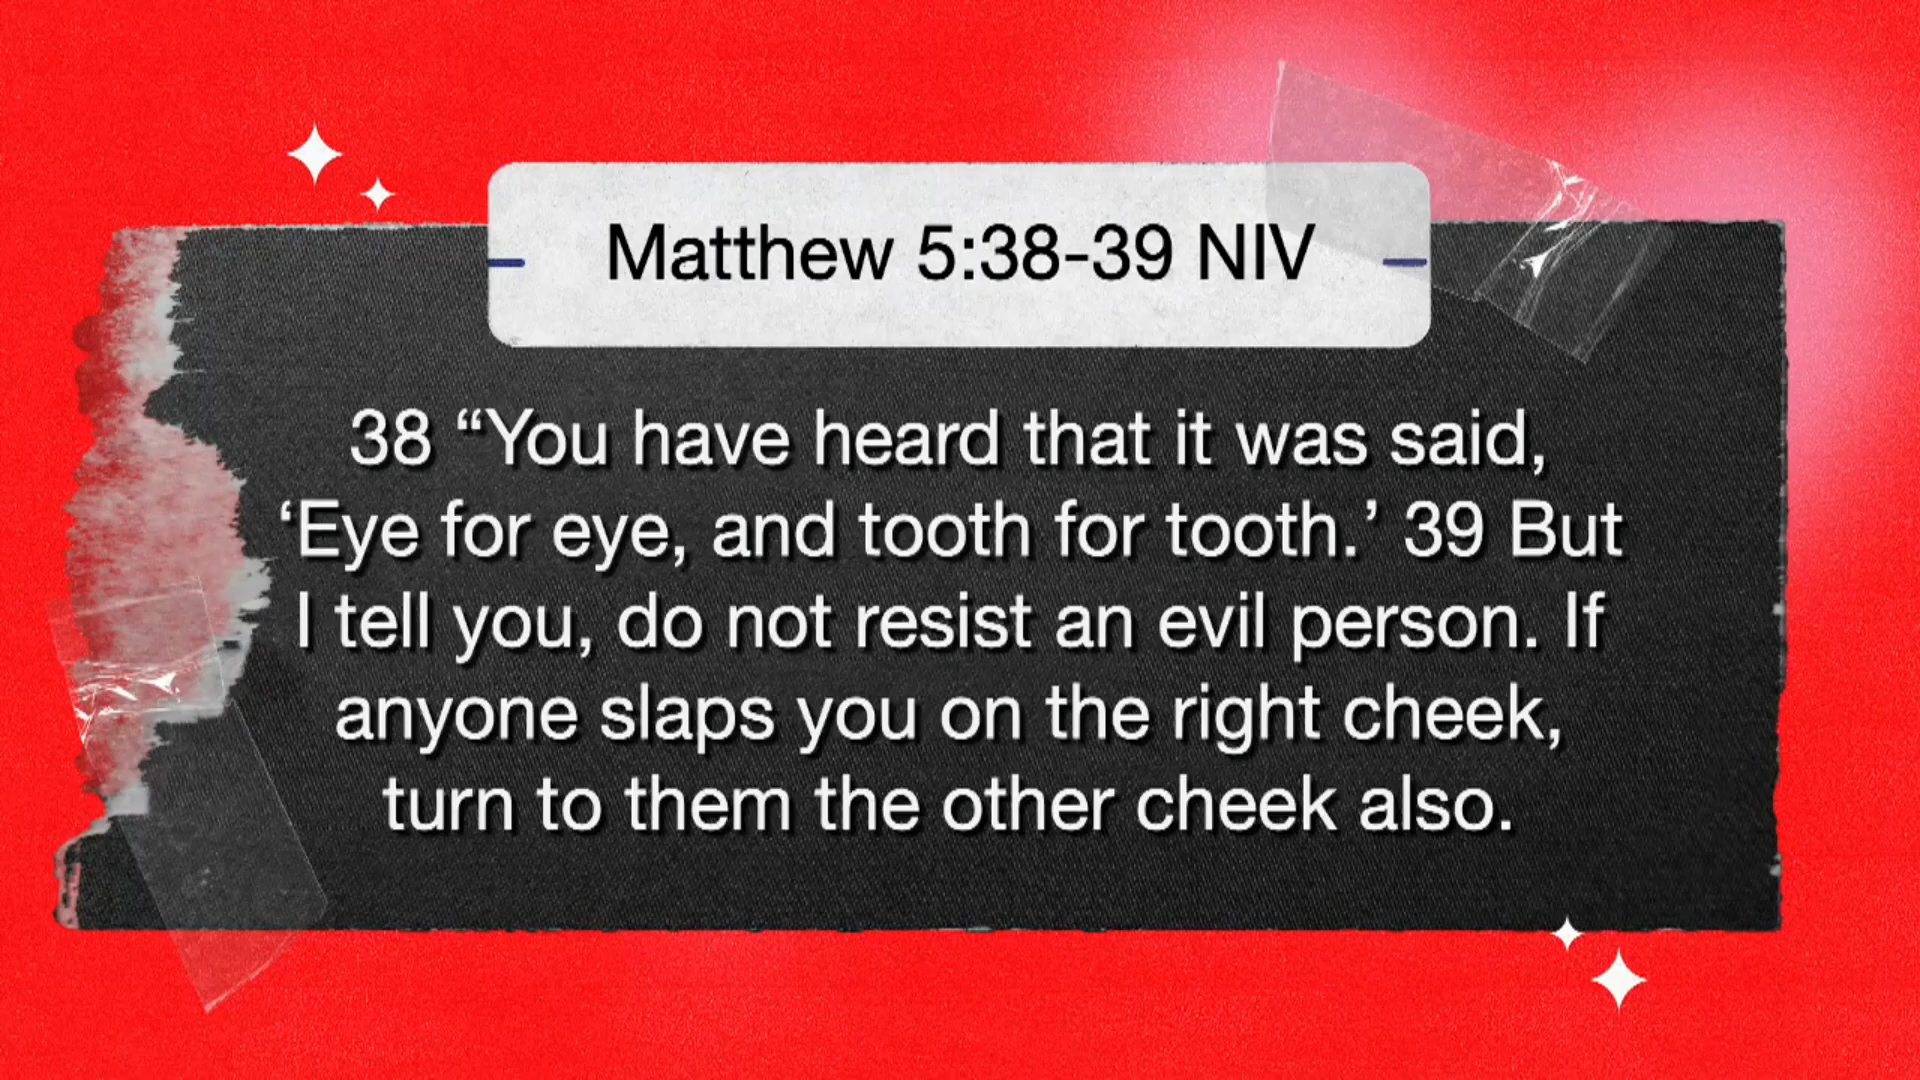 Matthew 5:38-39 NIV
38 “You have heard that it was said,
‘Eye for eye, and tooth for tooth.’ 39 But
I tell you, do not resist an evil person. If
anyone slaps you on the right cheek,
turn to them the other cheek also.